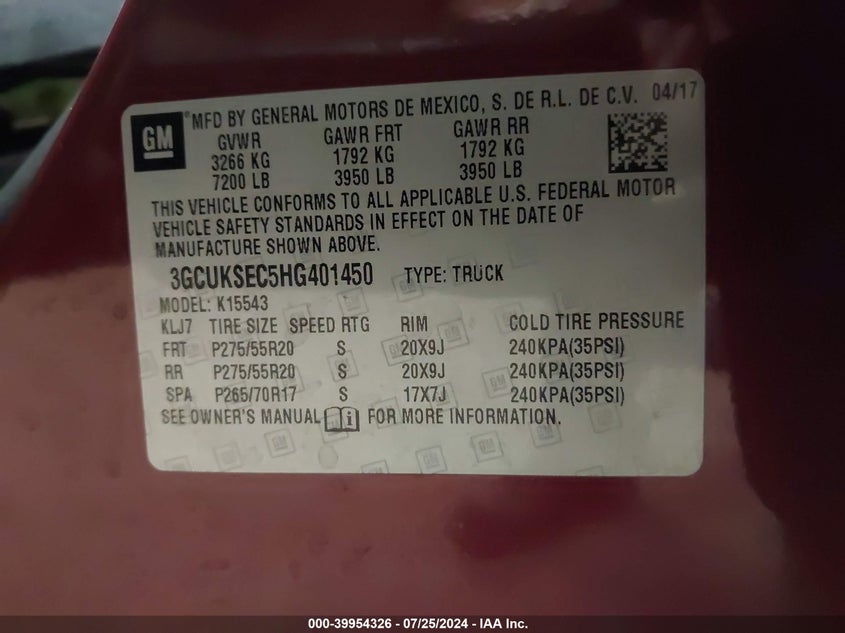 GM MFD BY GENERAL MOTORS DE MEXICO, S. DE R.L. DE C.V. 04/17
GVWR GAWR FRT GAWR RR
3266 KG 1792 KG 1792 KG
7200 LB 3950 LB 3950 LB
THIS VEHICLE CONFORMS TO ALL APPLICABLE U.S. FEDERAL MOTOR
VEHICLE SAFETY STANDARDS IN EFFECT ON THE DATE OF
MANUFACTURE SHOWN ABOVE.
3GCUKSEC5HG401450 TYPE: TRUCK
MODEL: K15543
KLJ7 TIRE SIZE SPEED RTG RIM COLD TIRE PRESSURE
FRT P275/55R20 S 20X9J 240KPA(35PSI)
RR P275/55R20 S 20X9J 240KPA(35PSI)
SPA P265/70R17 S 17X7J 240KPA(35PSI)
SEE OWNER'S MANUAL FOR MORE INFORMATION.
000-39954326 - 07/25/2024 - IAA Inc.